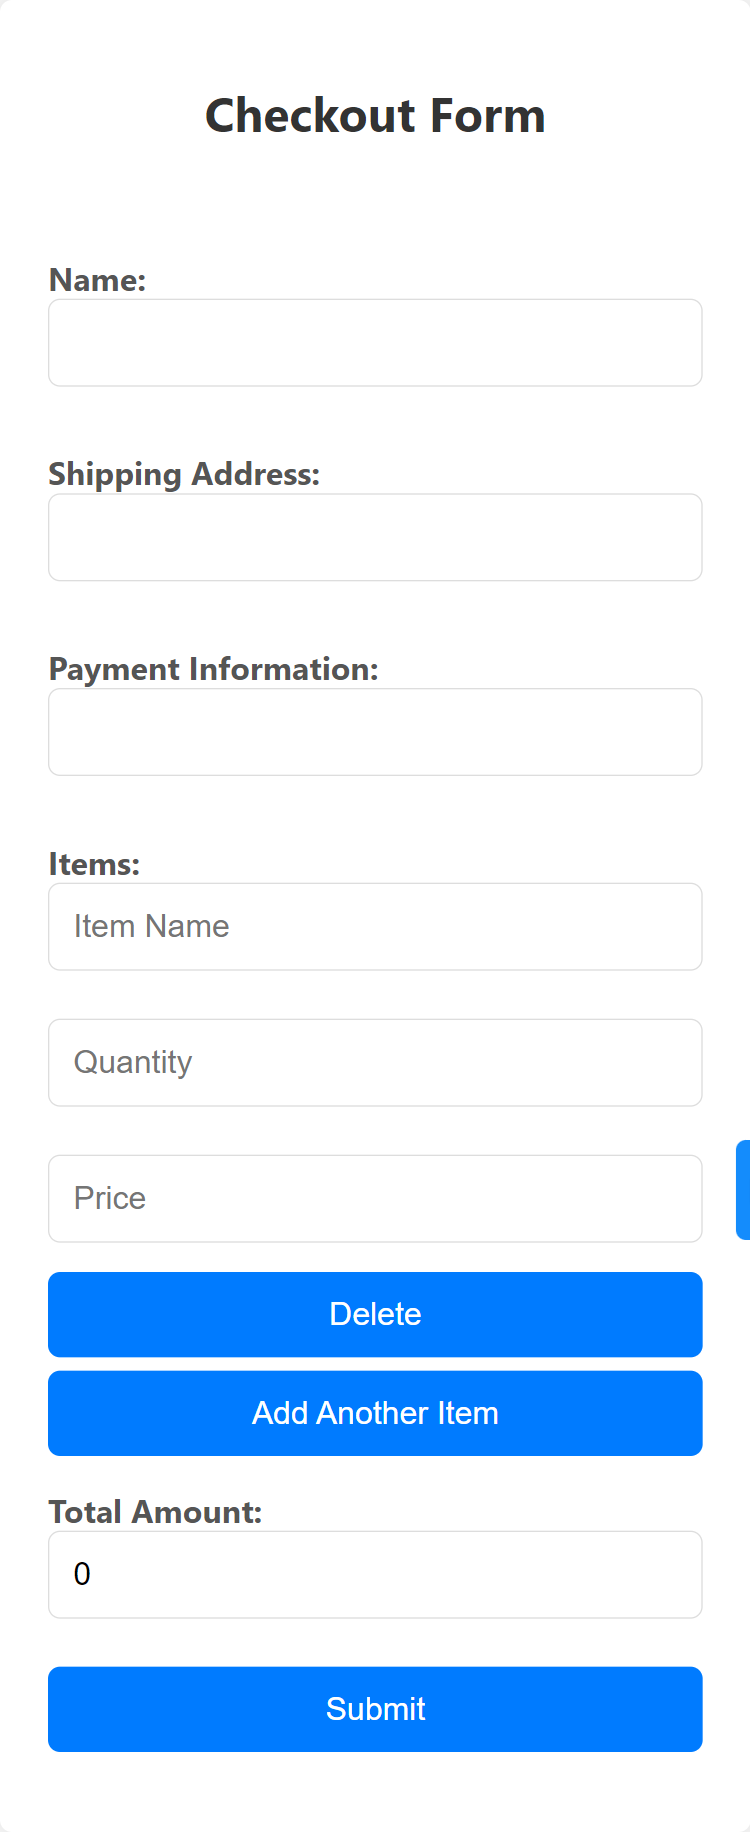 Checkout Form
Name:
Shipping Address:
Payment Information:
Items:
Item Name
Quantity
Price
Delete
Add Another Item
Total Amount:
0
Submit